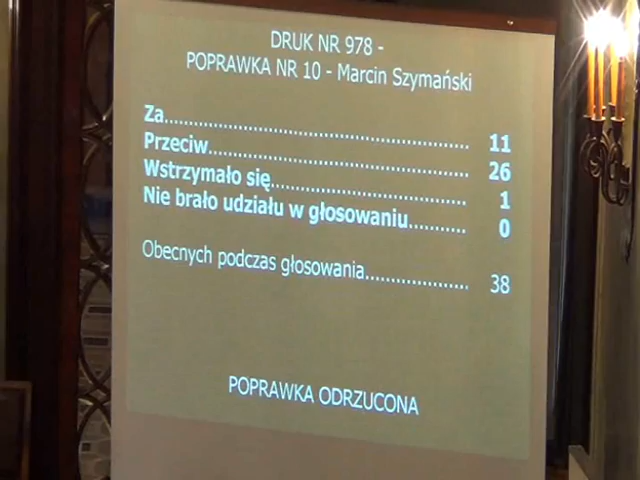 DRUK NR 978 -
POPRAWKA NR 10 - Marcin Szymański
Za.................................................... 11
Przeciw............................................. 26
Wstrzymało się.................................. 1
Nie brało udziału w głosowaniu.......... 0
Obecnych podczas głosowania.................. 38
POPRAWKA ODRZUCONA